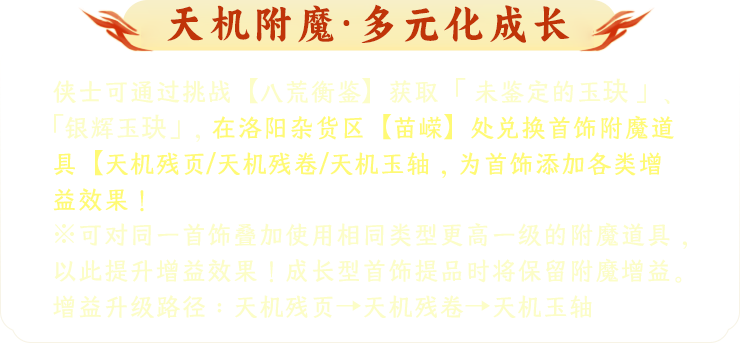 天机附魔·多元化成长
侠士可通过挑战【八荒衡鉴】获取「未鉴定的玉玦」、
「银辉玉玦」，在洛阳杂货区【苗嵘】处兑换首饰附魔道
具【天机残页/天机残卷/天机玉轴，为首饰添加各类增
益效果！
※可对同一首饰叠加使用相同类型更高一级的附魔道具，
以此提升增益效果！成长型首饰提品时将保留附魔增益。
增益升级路径：天机残页→天机残卷→天机玉轴